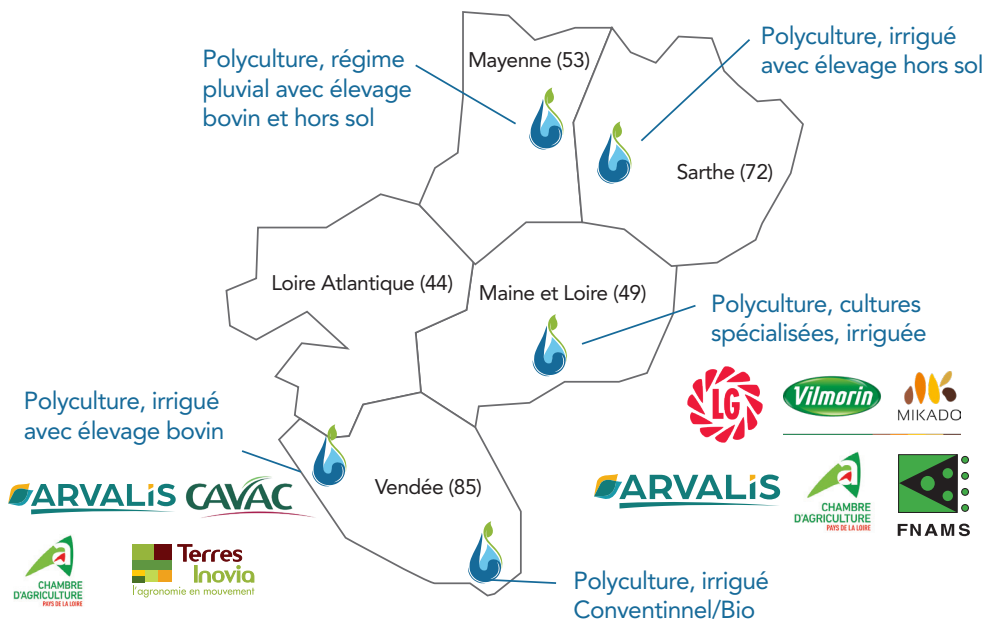 Polyculture, régime
pluvial avec élevage
bovin et hors sol
Mayenne (53)
Polyculture, irrigué
avec élevage hors sol
Sarthe (72)
Loire Atlantique (44)
Maine et Loire (49)
Polyculture, cultures
spécialisées, irriguée
LG
Vilmorin
MIKADO
Polyculture, irrigué
avec élevage bovin
Vendée (85)
ARVALIS
CAVAC
ARVALIS
CHAMBRE
D'AGRICULTURE
PAYS DE LA LOIRE
FNAMS
CHAMBRE
D'AGRICULTURE
PAYS DE LA LOIRE
Terres
Inovia
l'agronomie en mouvement
Polyculture, irrigué
Conventinnel/Bio